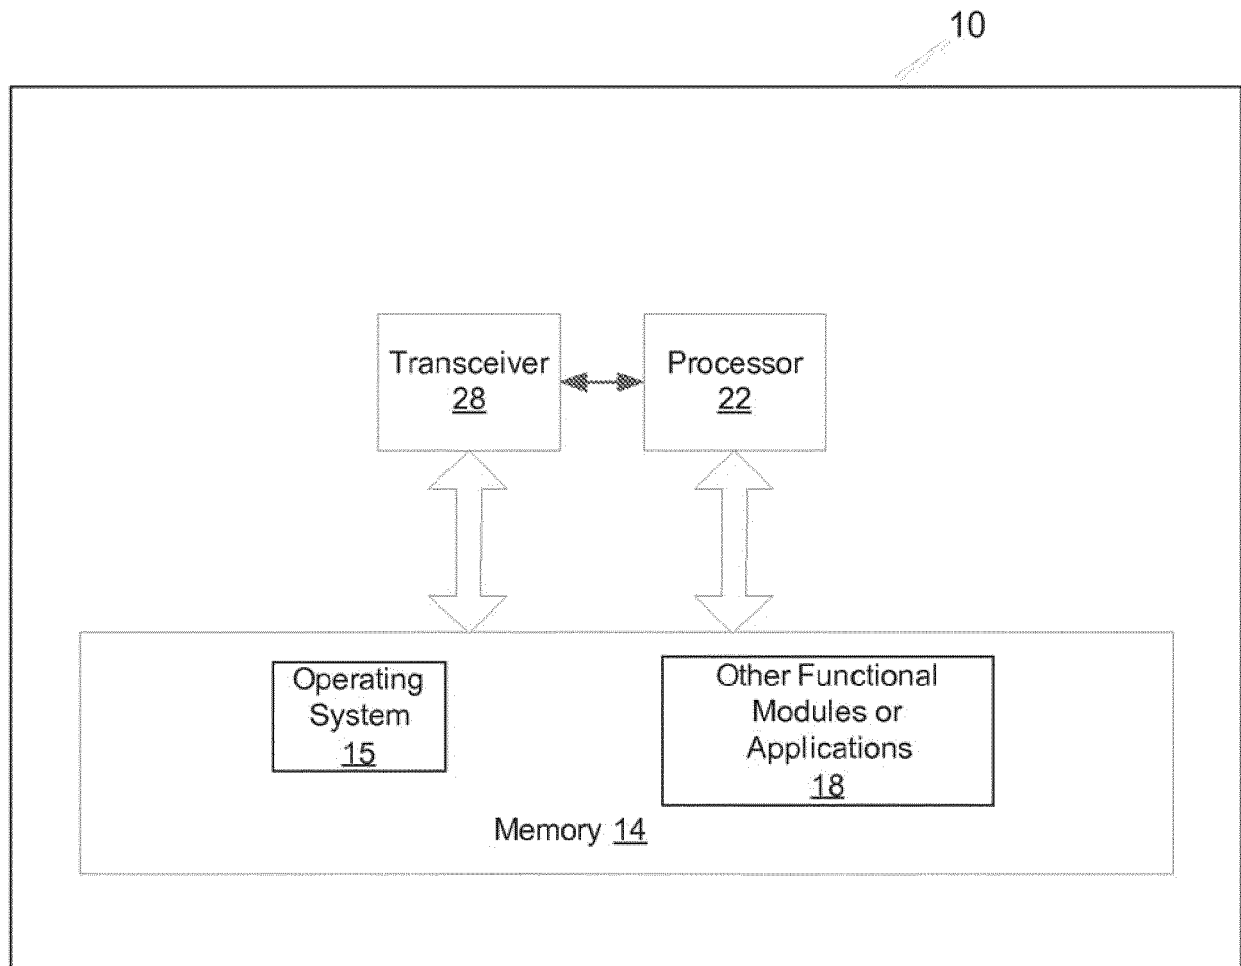 10
Transceiver
28
Processor
22
Operating
System
15
Other Functional
Modules or
Applications
18
Memory 14